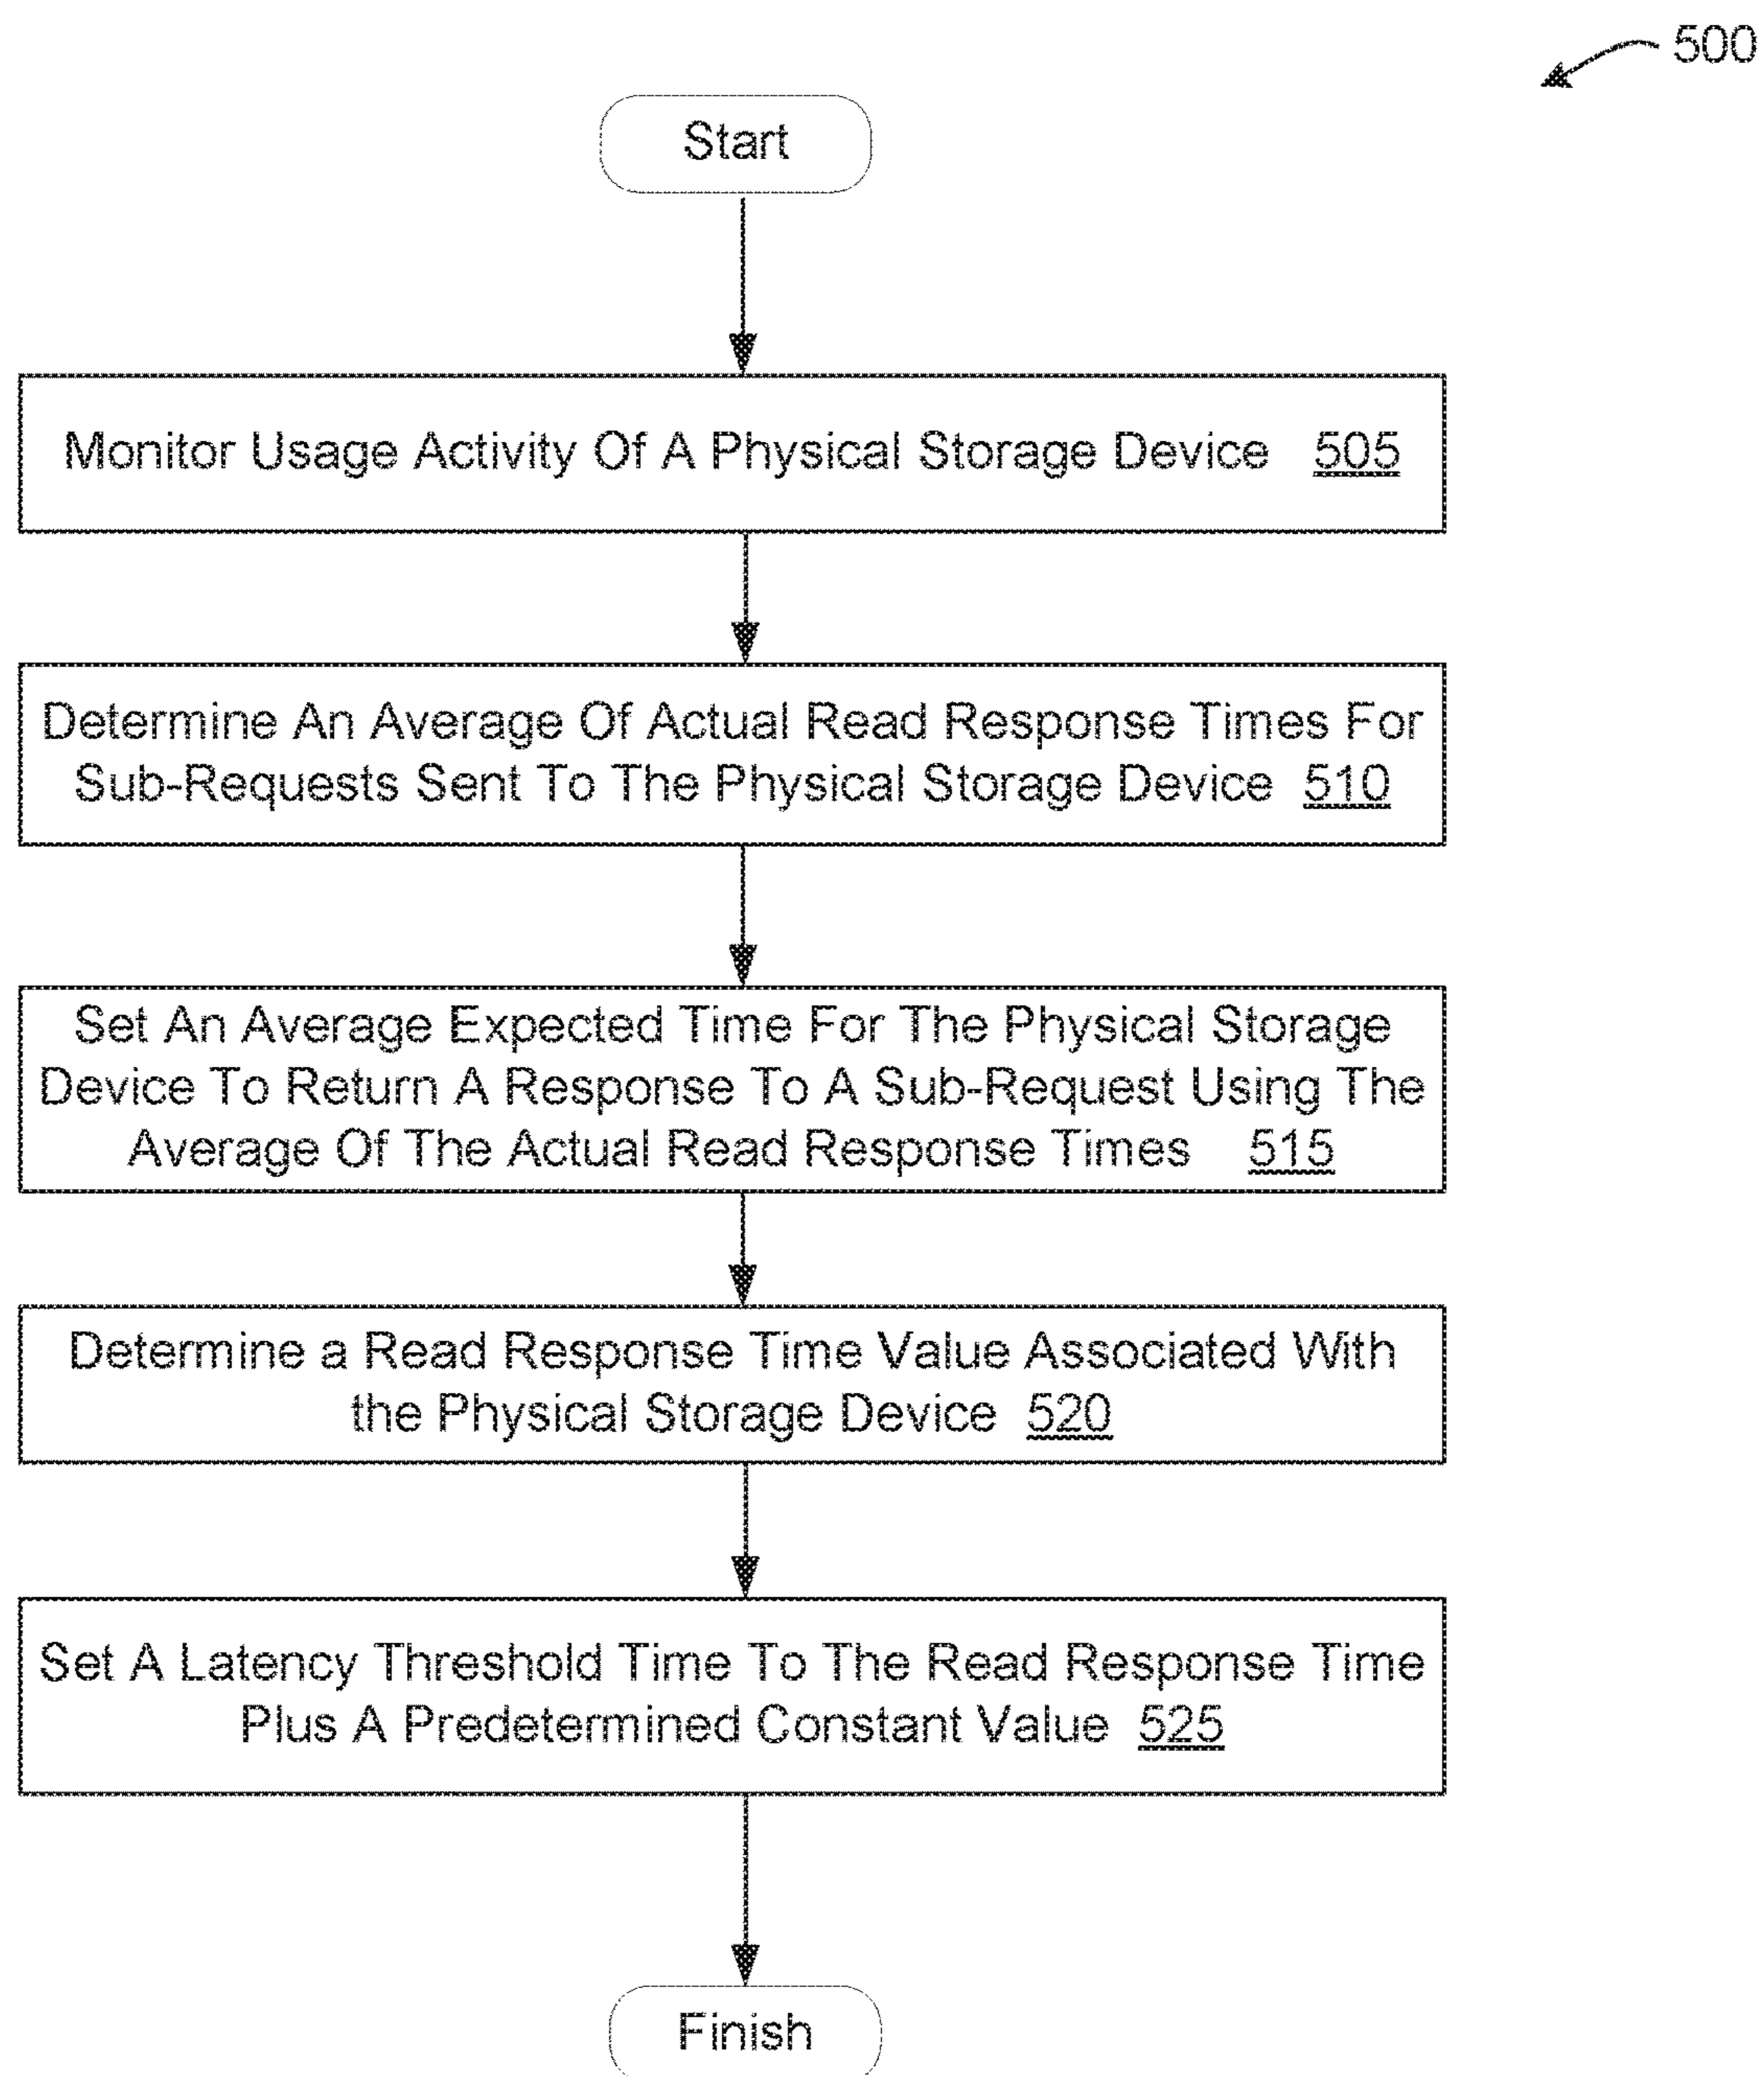 500
Start
Monitor Usage Activity Of A Physical Storage Device 505
Determine An Average Of Actual Read Response Times For
Sub-Requests Sent To The Physical Storage Device 510
Set An Average Expected Time For The Physical Storage
Device To Return A Response To A Sub-Request Using The
Average Of The Actual Read Response Times 515
Determine a Read Response Time Value Associated With
the Physical Storage Device 520
Set A Latency Threshold Time To The Read Response Time
Plus A Predetermined Constant Value 525
Finish